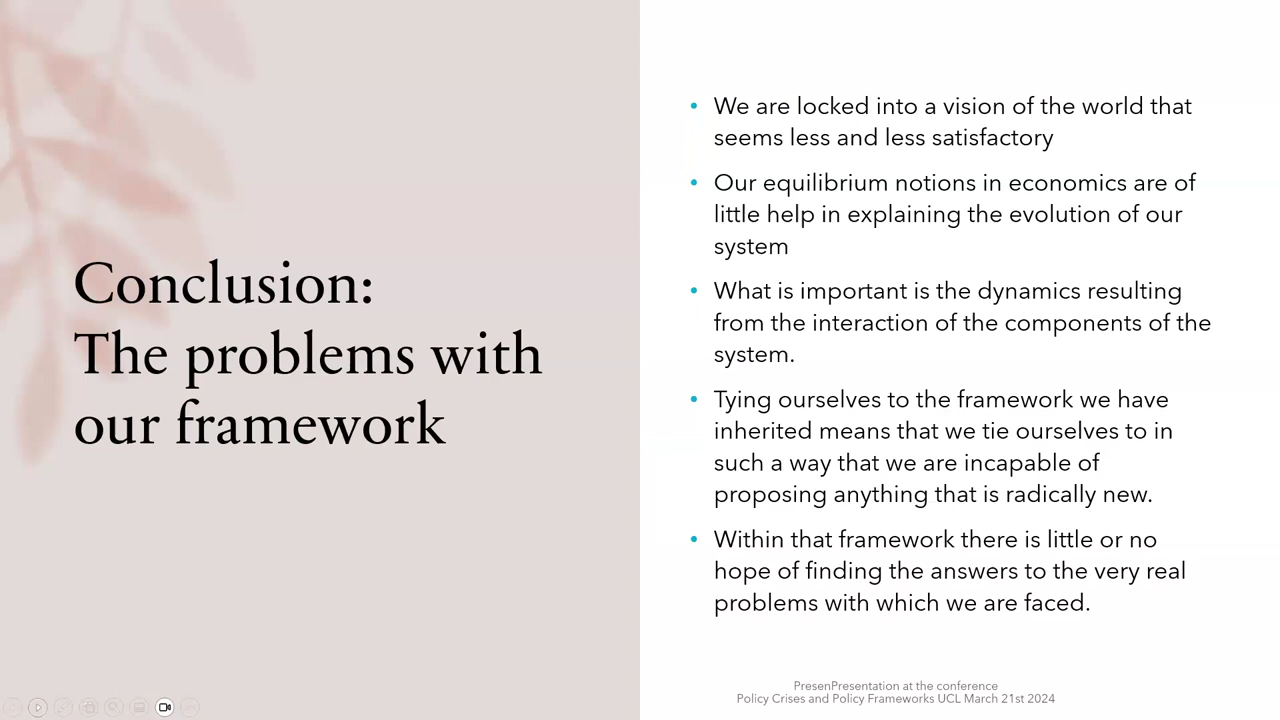 Conclusion:
The problems with
our framework
• We are locked into a vision of the world that
seems less and less satisfactory
• Our equilibrium notions in economics are of
little help in explaining the evolution of our
system
• What is important is the dynamics resulting
from the interaction of the components of the
system.
• Tying ourselves to the framework we have
inherited means that we tie ourselves to in
such a way that we are incapable of
proposing anything that is radically new.
• Within that framework there is little or no
hope of finding the answers to the very real
problems with which we are faced.
PresenPresentation at the conference
Policy Crises and Policy Frameworks UCL March 21st 2024